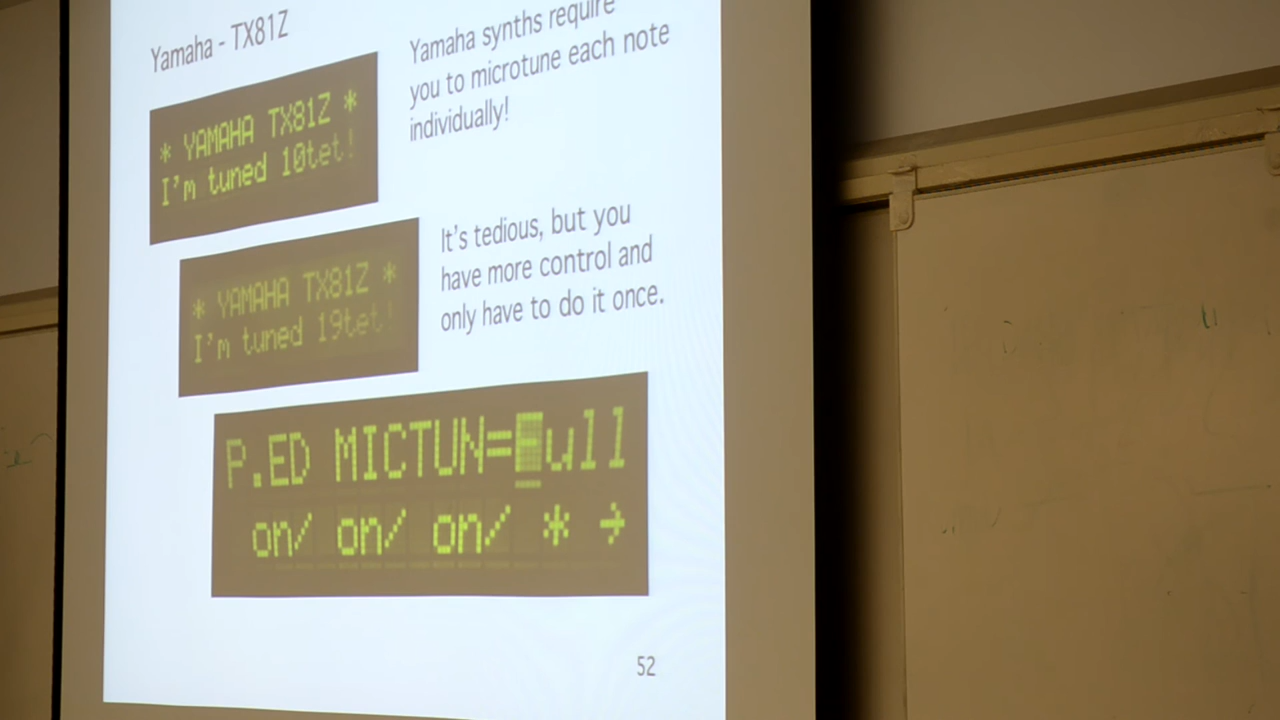 Yamaha - TX81Z
Yamaha synths require
you to microtune each note
individually!
* YAMAHA TX81Z *
I'm tuned 10tet!
It's tedious, but you
have more control and
only have to do it once.
* YAMAHA TX81Z *
I'm tuned 19tet!
P.ED MICTUN=Full
on/ on/ on/ * →
52